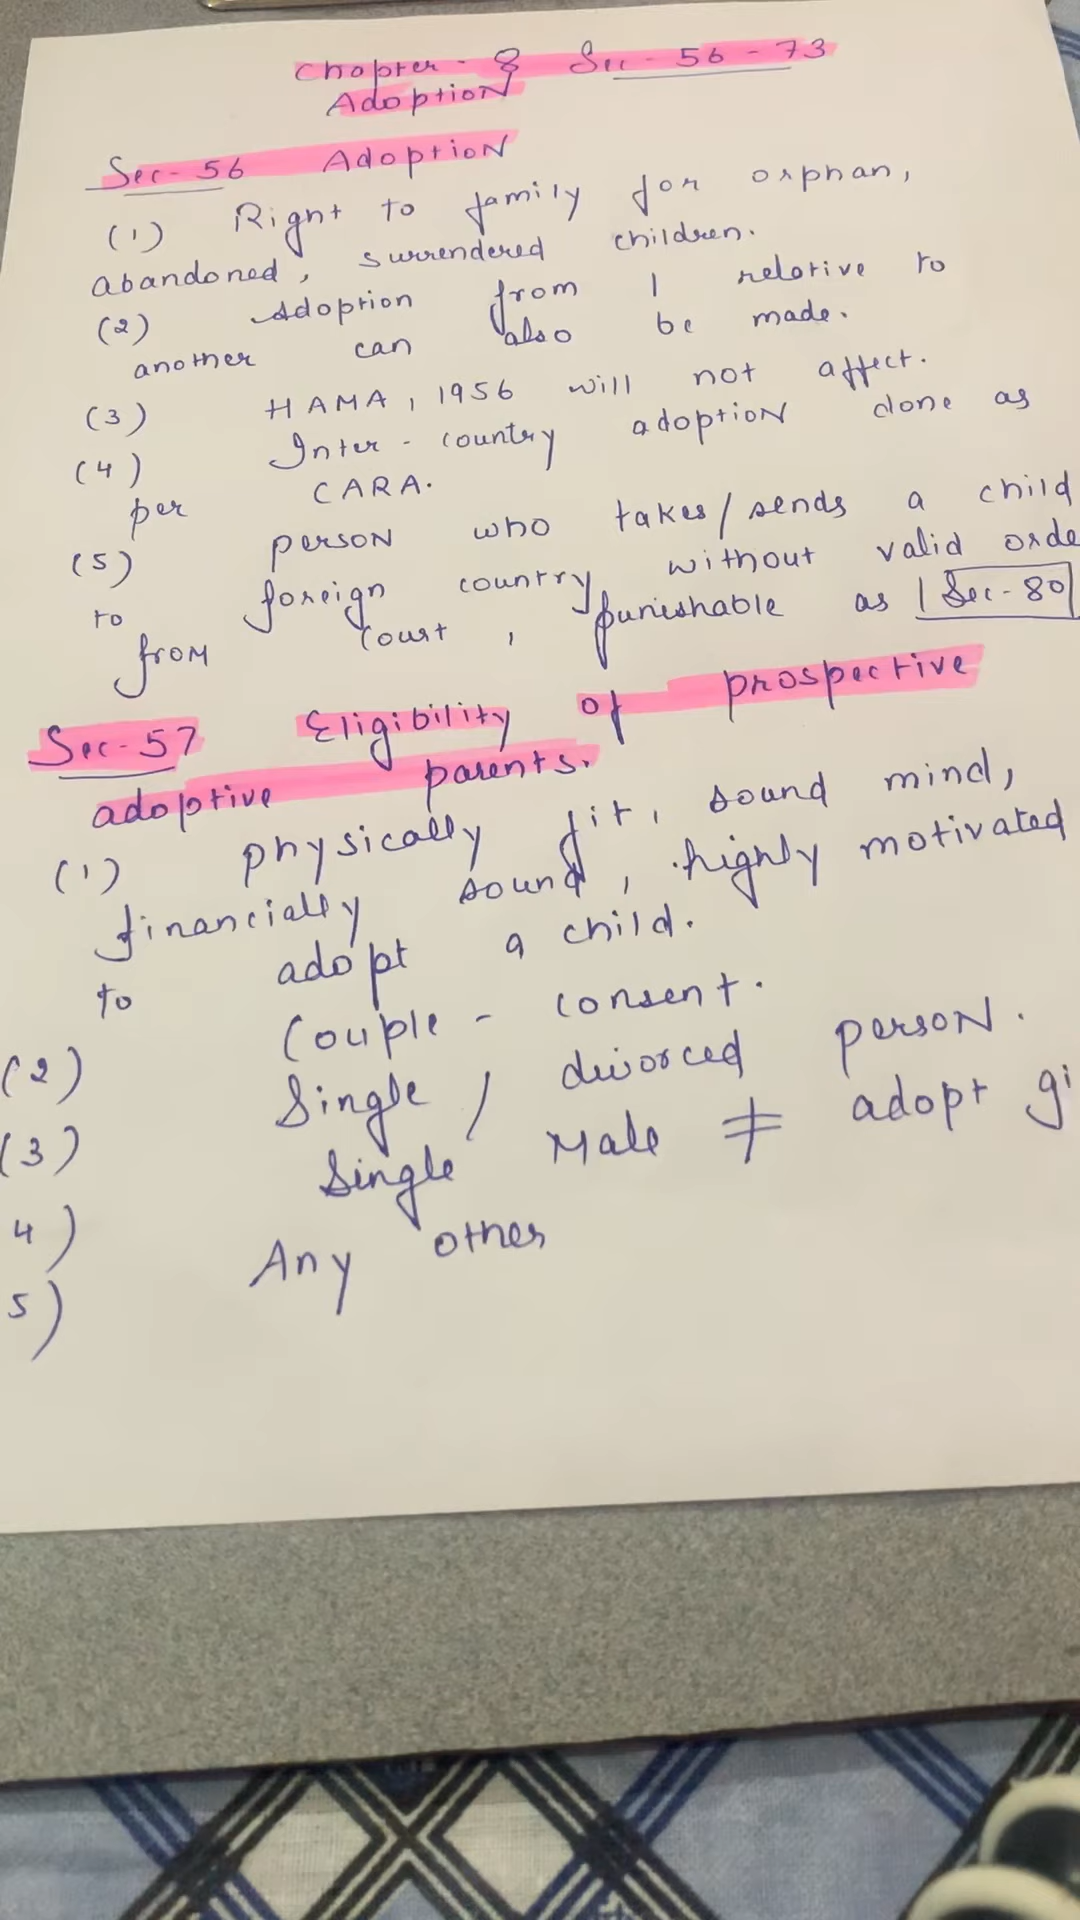 Chapter - 8 Sec - 56 - 73
Adoption
Sec - 56 Adoption
(1) Right to family for orphan,
abandoned, surrendered children.
(2) Adoption from 1 relative to
another can also be made.
(3) HAMA, 1956 will not affect.
(4) Inter - country adoption done as
per CARA.
(5) person who takes/sends a child
to foreign country without valid orde
from court, punishable as Sec - 80
Sec - 57 Eligibility of prospective
adoptive parents.
(1) physically fit, sound mind,
financially sound, highly motivated
to adopt a child.
(2) Couple - consent.
(3) Single / divorced person.
4) Single Male ≠ adopt gi
5) Any other